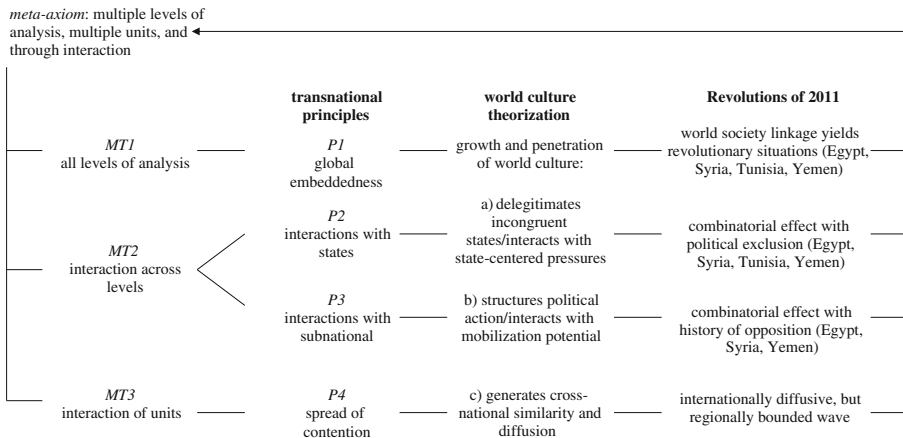 meta-axiom: multiple levels of
analysis, multiple units, and
through interaction
transnational
principles
world culture
theorization
Revolutions of 2011
MT1
all levels of analysis
P1
global
embeddedness
growth and penetration
of world culture:
world society linkage yields
revolutionary situations (Egypt,
Syria, Tunisia, Yemen)
MT2
interaction across
levels
P2
interactions with
states
a) delegitimates
incongruent
states/interacts with
state-centered pressures
combinatorial effect with
political exclusion (Egypt,
Syria, Tunisia, Yemen)
P3
interactions with
subnational
b) structures political
action/interacts with
mobilization potential
combinatorial effect with
history of opposition (Egypt,
Syria, Yemen)
MT3
interaction of units
P4
spread of
contention
c) generates cross-
national similarity and
diffusion
internationally diffusive, but
regionally bounded wave